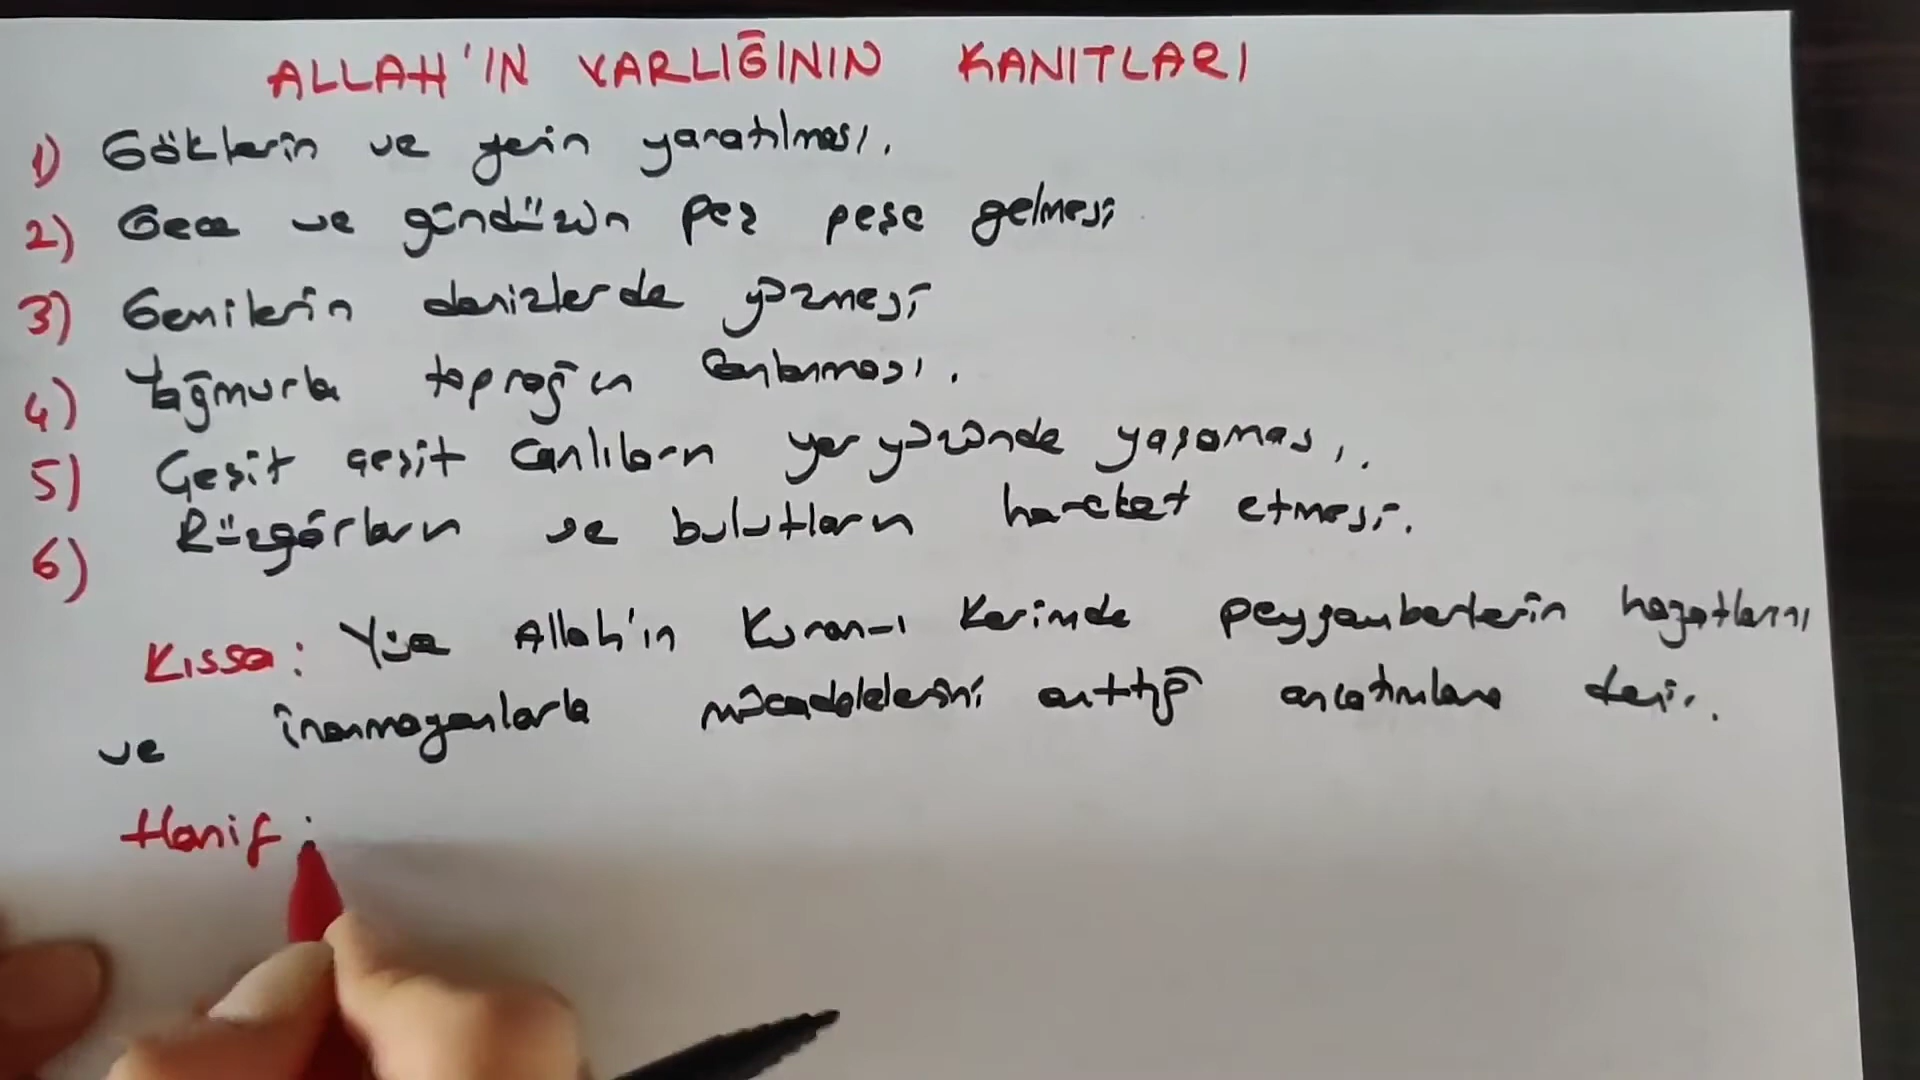 ALLAH'IN VARLIĞININ KANITLARI
1) Göklerin ve yerin yaratılması.
2) Gece ve gündüzün peş peşe gelmesi
3) Gemilerin denizlerde yüzmesi
4) Yağmurla toprağın canlanması.
5) Çeşit çeşit canlıların yer yüzünde yaşaması.
6) Rüzgârların ve bulutların hareket etmesi.
Kıssa: Yüce Allah'ın Kuran-ı Kerimde peygamberlerin hayatlarını
ve inanmayanlarla mücadelelerini anlattığı denir.
Hanif :